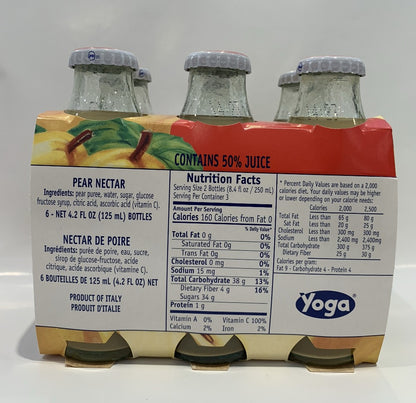 CONTAINS 50% JUICE
PEAR NECTAR
Ingredients: pear puree, water, sugar, glucose
fructose syrup, citric acid, ascorbic acid (vitamin C).
6 - NET 4.2 FL OZ (125 mL) BOTTLES
NECTAR DE POIRE
Ingrédients: purée de poire, eau, sucre,
sirop de glucose-fructose, acide
citrique, acide ascorbique (vitamine C).
6 BOUTEILLES DE 125 mL (4.2 FL OZ) NET
PRODUCT OF ITALY
PRODUIT D'ITALIE
Nutrition Facts
Serving Size 2 Bottles (8.4 fl oz / 250 mL)
Servings per Container 3
Amount Per Serving
Calories 160 Calories from Fat 0
% Daily Value*
Total Fat 0 g 0%
Saturated Fat 0g 0%
Trans Fat 0g 0%
Cholesterol 0 mg 0%
Sodium 15 mg 1%
Total Carbohydrate 38 g 13%
Dietary Fiber 4 g 16%
Sugars 34 g
Protein 1 g
Vitamin A 0% Vitamin C 100%
Calcium 2% Iron 2%
* Percent Daily Values are based on a 2,000
calories diet. Your daily values may be higher
or lower depending on your calories needs:
Calories 2,000 2,500
Total Fat Less than 65 g 80 g
Sat Fat Less than 20 g 25 g
Cholesterol Less than 300 mg 300 mg
Sodium Less than 2,400 mg 2,400mg
Total Carbohydrate 300 g 375 g
Dietary Fiber 25 g 30 g
Calories per gram:
Fat 9 - Carbohydrate 4 - Protein 4
Yoga